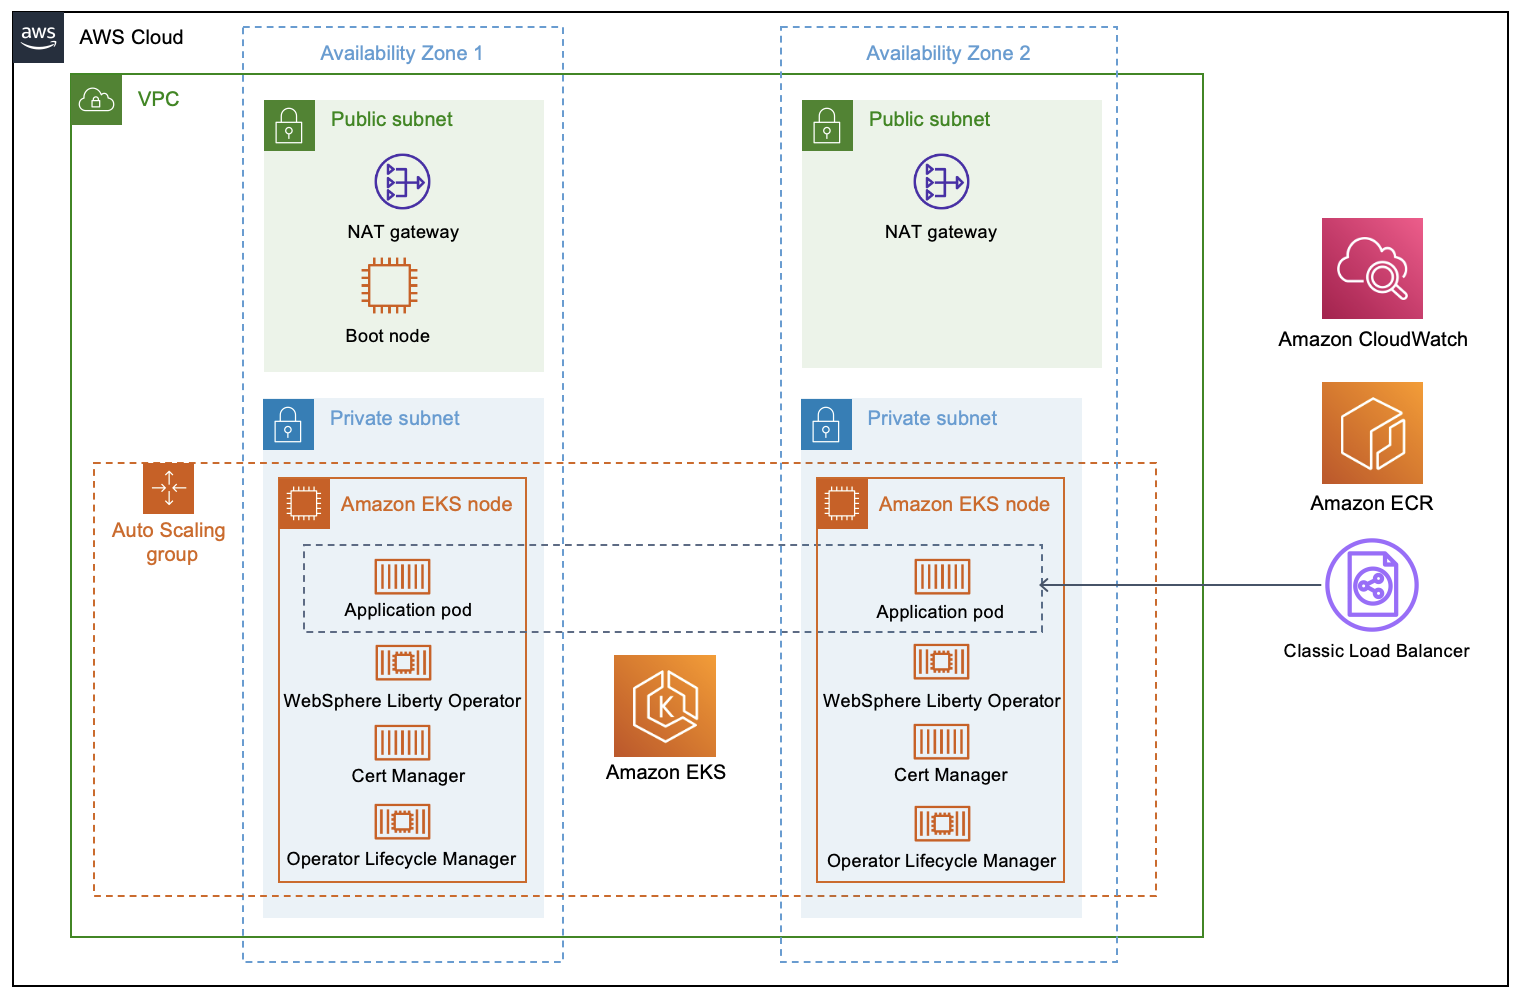 aws
AWS Cloud
Availability Zone 1
Availability Zone 2
VPC
Public subnet
Public subnet
NAT gateway
NAT gateway
Boot node
Amazon CloudWatch
Private subnet
Private subnet
Auto Scaling
group
Amazon EKS node
Amazon EKS node
Amazon ECR
Application pod
Application pod
Classic Load Balancer
WebSphere Liberty Operator
WebSphere Liberty Operator
K
Amazon EKS
Cert Manager
Cert Manager
Operator Lifecycle Manager
Operator Lifecycle Manager